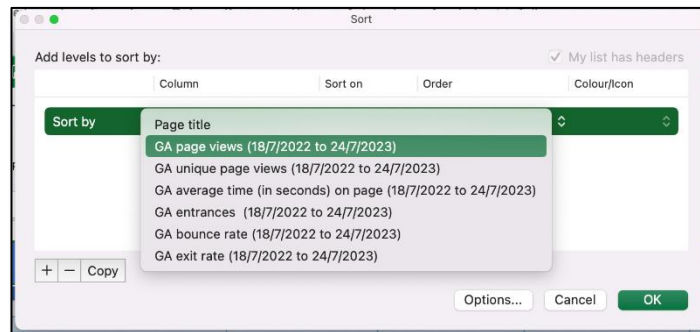 Sort
Add levels to sort by:
My list has headers
Column Sort on Order Colour/Icon
Sort by
Page title
GA page views (18/7/2022 to 24/7/2023)
GA unique page views (18/7/2022 to 24/7/2023)
GA average time (in seconds) on page (18/7/2022 to 24/7/2023)
GA entrances (18/7/2022 to 24/7/2023)
GA bounce rate (18/7/2022 to 24/7/2023)
GA exit rate (18/7/2022 to 24/7/2023)
+ − Copy
Options... Cancel OK